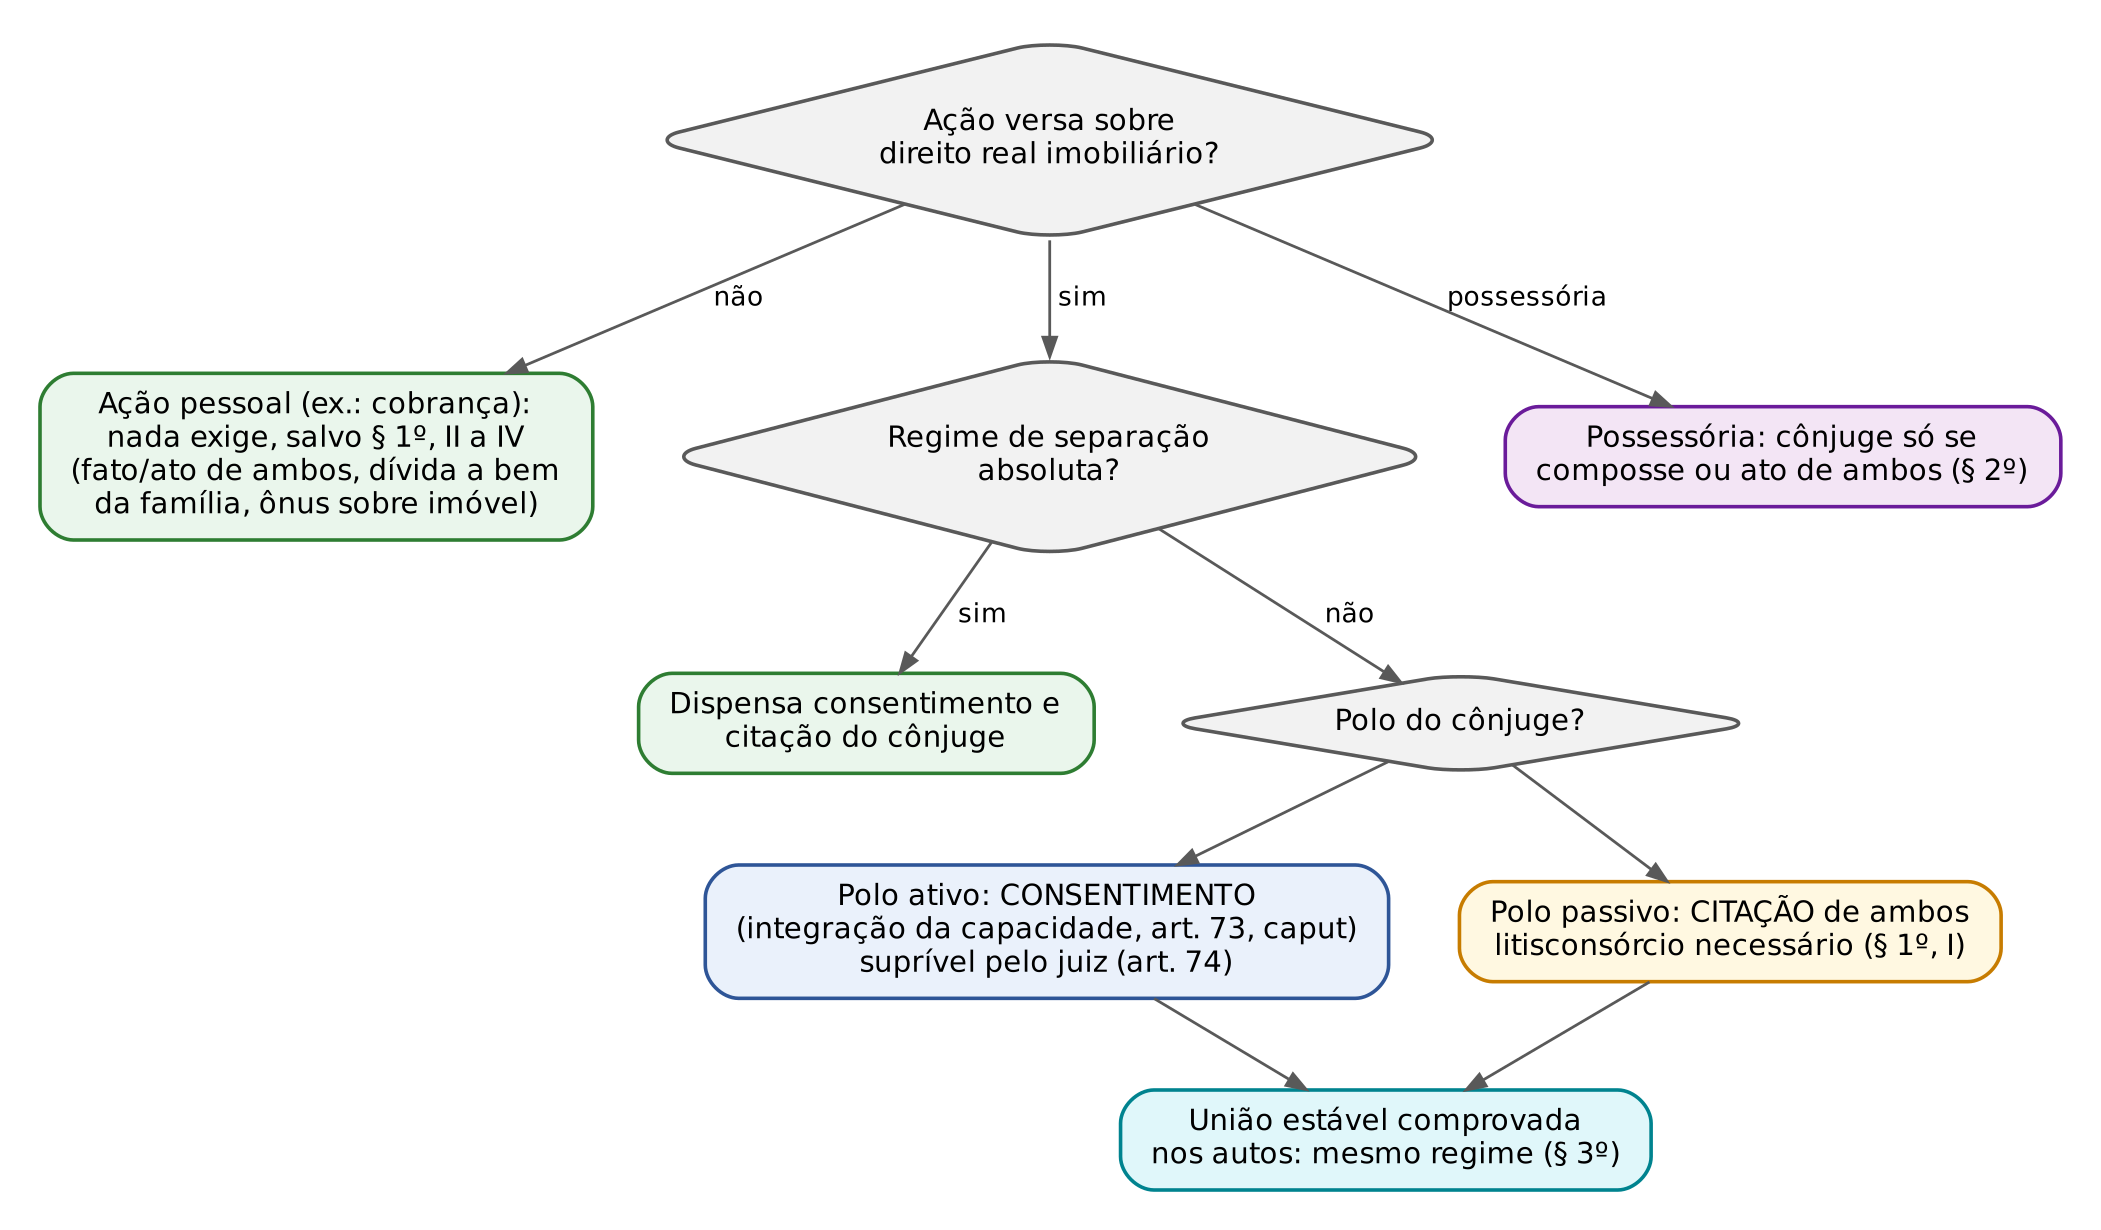 Ação versa sobre
direito real imobiliário?
não
sim
possessória
Ação pessoal (ex.: cobrança):
nada exige, salvo § 1º, II a IV
(fato/ato de ambos, dívida a bem
da família, ônus sobre imóvel)
Regime de separação
absoluta?
Possessória: cônjuge só se
composse ou ato de ambos (§ 2º)
sim
não
Dispensa consentimento e
citação do cônjuge
Polo do cônjuge?
Polo ativo: CONSENTIMENTO
(integração da capacidade, art. 73, caput)
suprível pelo juiz (art. 74)
Polo passivo: CITAÇÃO de ambos
litisconsórcio necessário (§ 1º, I)
União estável comprovada
nos autos: mesmo regime (§ 3º)